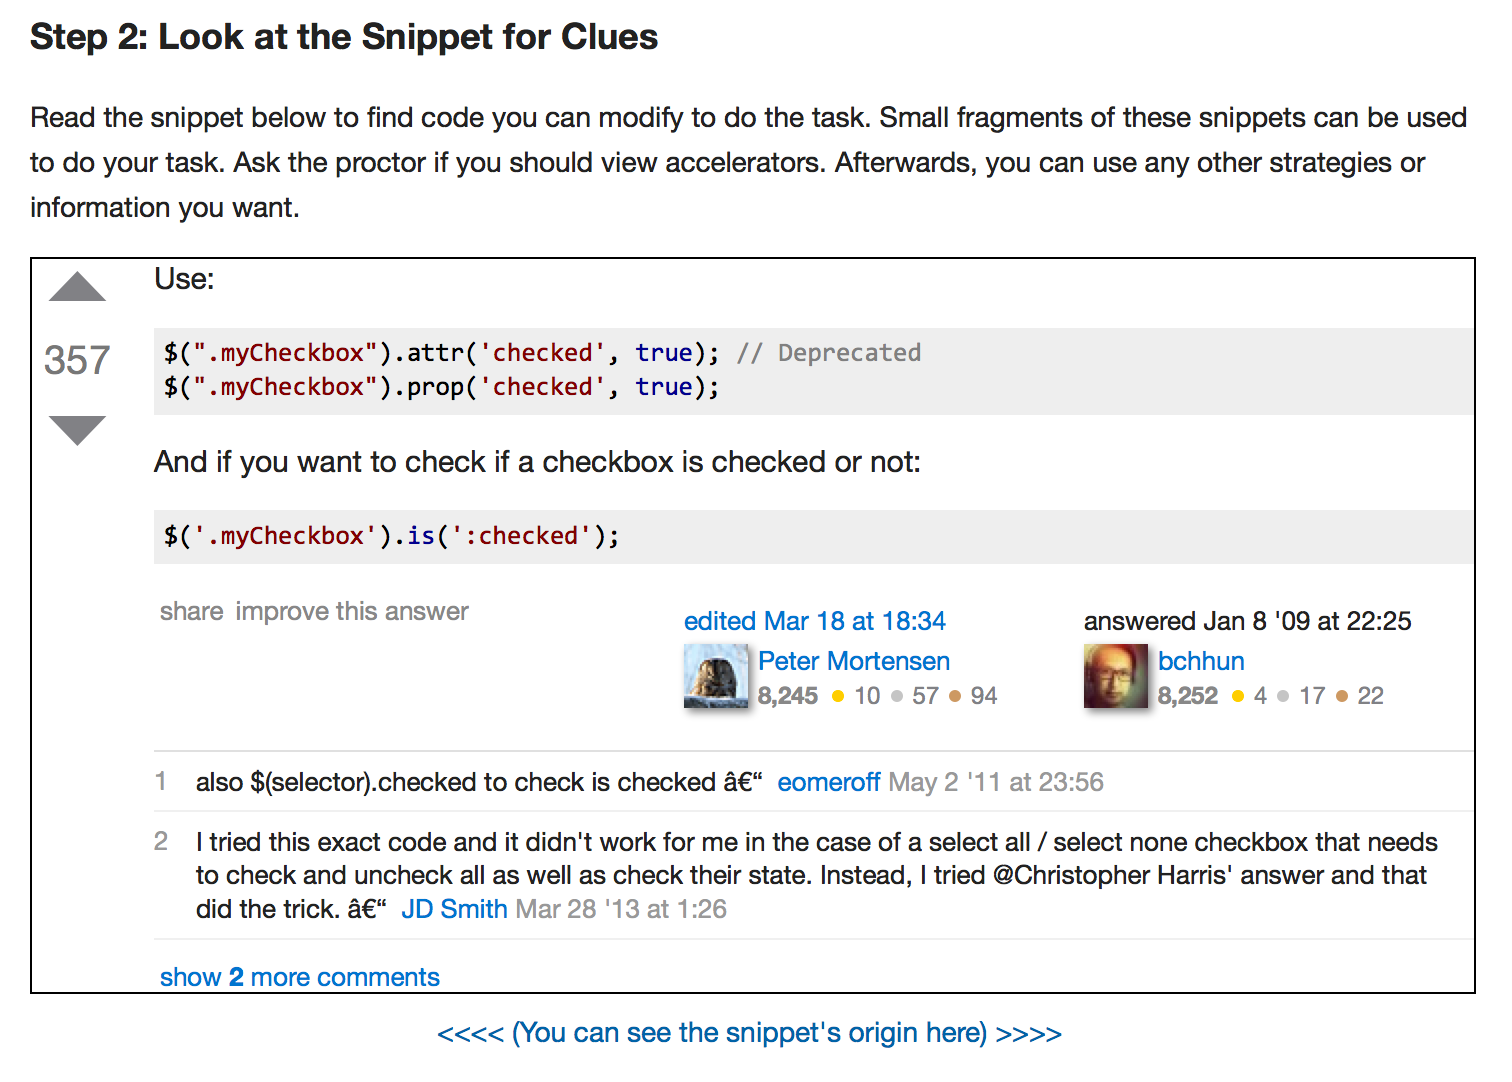 Step 2: Look at the Snippet for Clues
Read the snippet below to find code you can modify to do the task. Small fragments of these snippets can be used
to do your task. Ask the proctor if you should view accelerators. Afterwards, you can use any other strategies or
information you want.
Use:
357
$(".myCheckbox").attr('checked', true); // Deprecated
$(".myCheckbox").prop('checked', true);
And if you want to check if a checkbox is checked or not:
$('.myCheckbox').is(':checked');
share improve this answer
edited Mar 18 at 18:34
Peter Mortensen
8,245 ● 10 ● 57 ● 94
answered Jan 8 '09 at 22:25
bchhun
8,252 ● 4 ● 17 ● 22
1 also $(selector).checked to check is checked â€“ eomeroff May 2 '11 at 23:56
2 I tried this exact code and it didn't work for me in the case of a select all / select none checkbox that needs
to check and uncheck all as well as check their state. Instead, I tried @Christopher Harris' answer and that
did the trick. â€“ JD Smith Mar 28 '13 at 1:26
show 2 more comments
<<<< (You can see the snippet's origin here) >>>>